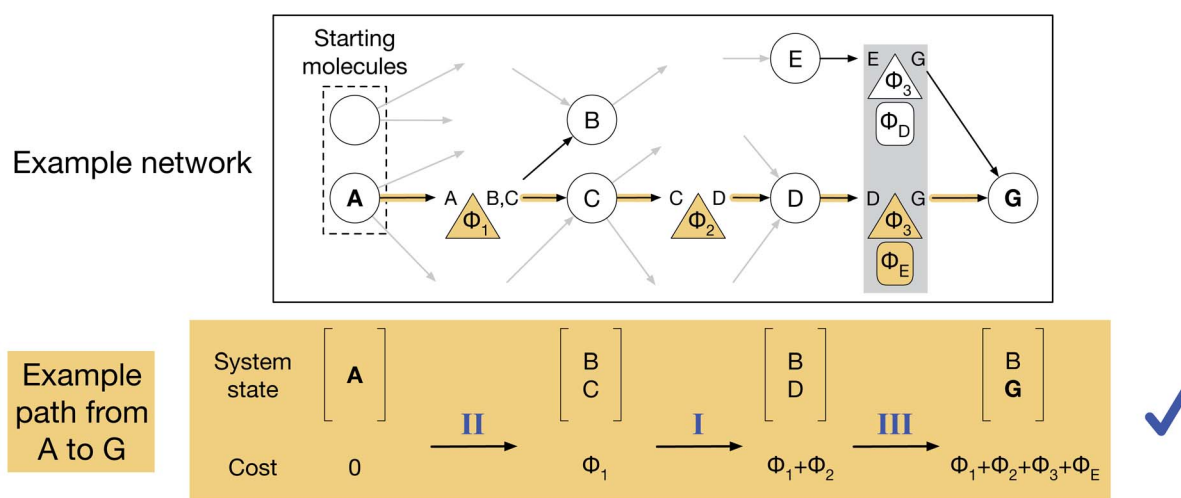 Starting
molecules
E
E G
Φ3
ΦD
B
Example network
A
A B,C
Φ1
C
C D
Φ2
D
D G
Φ3
ΦE
G
Example
path from
A to G
System
state
A
B
C
B
D
B
G
II
I
III
Cost
0
Φ1
Φ1+Φ2
Φ1+Φ2+Φ3+ΦE